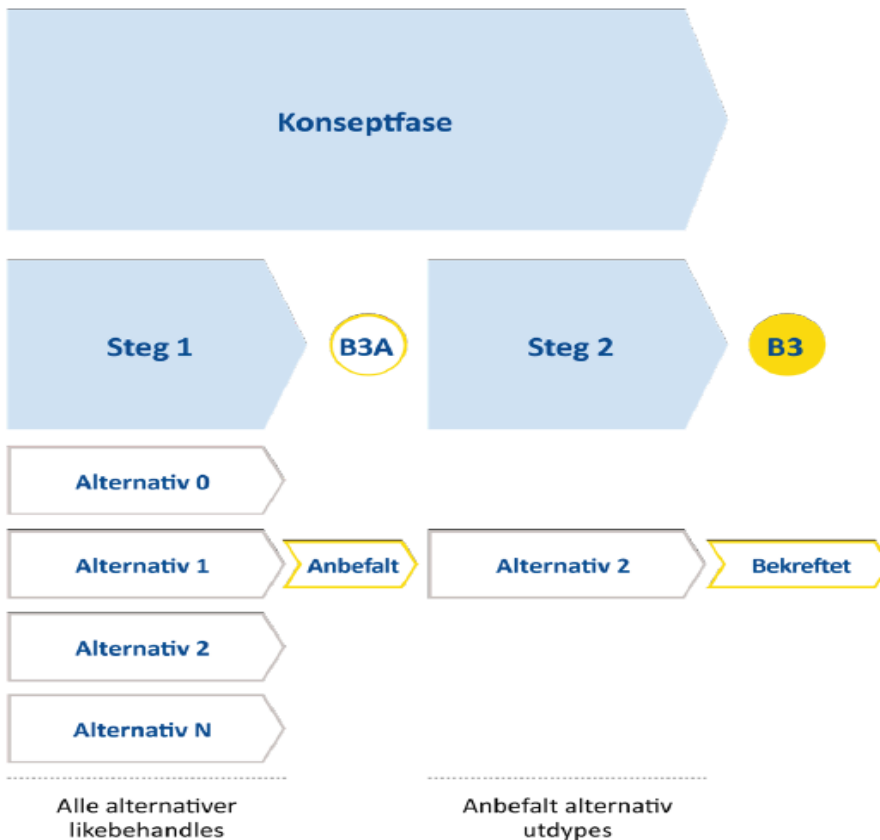 Konseptfase
Steg 1
B3A
Steg 2
B3
Alternativ 0
Alternativ 1
Anbefalt
Alternativ 2
Bekreftet
Alternativ 2
Alternativ N
Alle alternativer
likebehandles
Anbefalt alternativ
utdypes